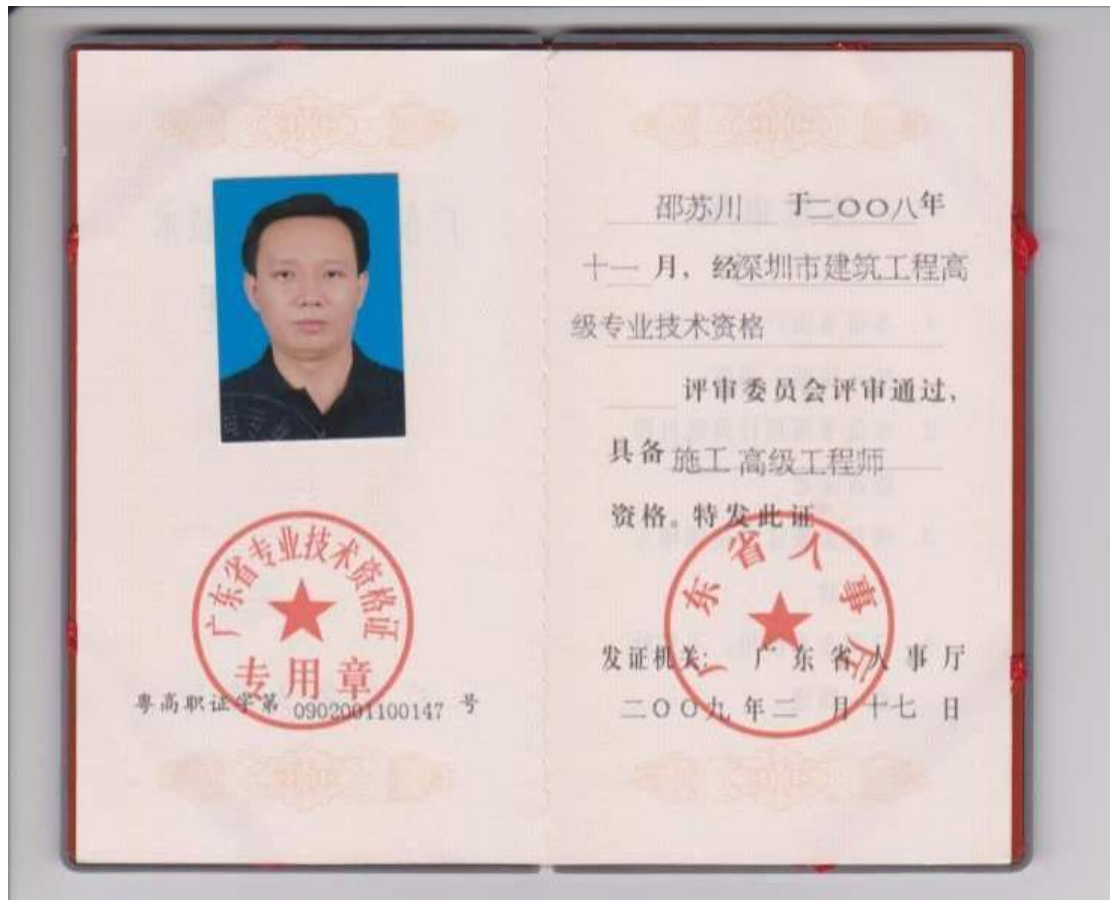 广东省专业技术资格证
专用章
粤高职证字第 0902001100147 号
邵苏川 于二〇〇八年
十一月，经深圳市建筑工程高
级专业技术资格
评审委员会评审通过，
具备 施工 高级工程师
资格。特发此证
广东省人事厅
发证机关：广东省人事厅
二〇〇九年二月十七日